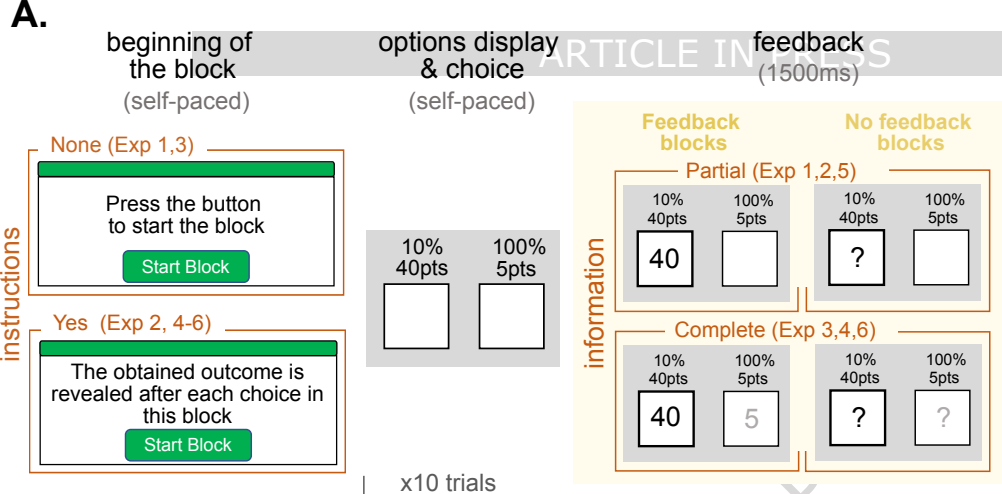 A.
ARTICLE IN PRESS
beginning of
the block
(self-paced)
options display
& choice
(self-paced)
feedback
(1500ms)
instructions
None (Exp 1,3)
Press the button
to start the block
Start Block
Yes (Exp 2, 4-6)
The obtained outcome is
revealed after each choice in
this block
Start Block
10% 100%
40pts 5pts
x10 trials
information
Feedback
blocks
No feedback
blocks
Partial (Exp 1,2,5)
10% 100% 10% 100%
40pts 5pts 40pts 5pts
40 ?
Complete (Exp 3,4,6)
10% 100% 10% 100%
40pts 5pts 40pts 5pts
40 5 ? ?